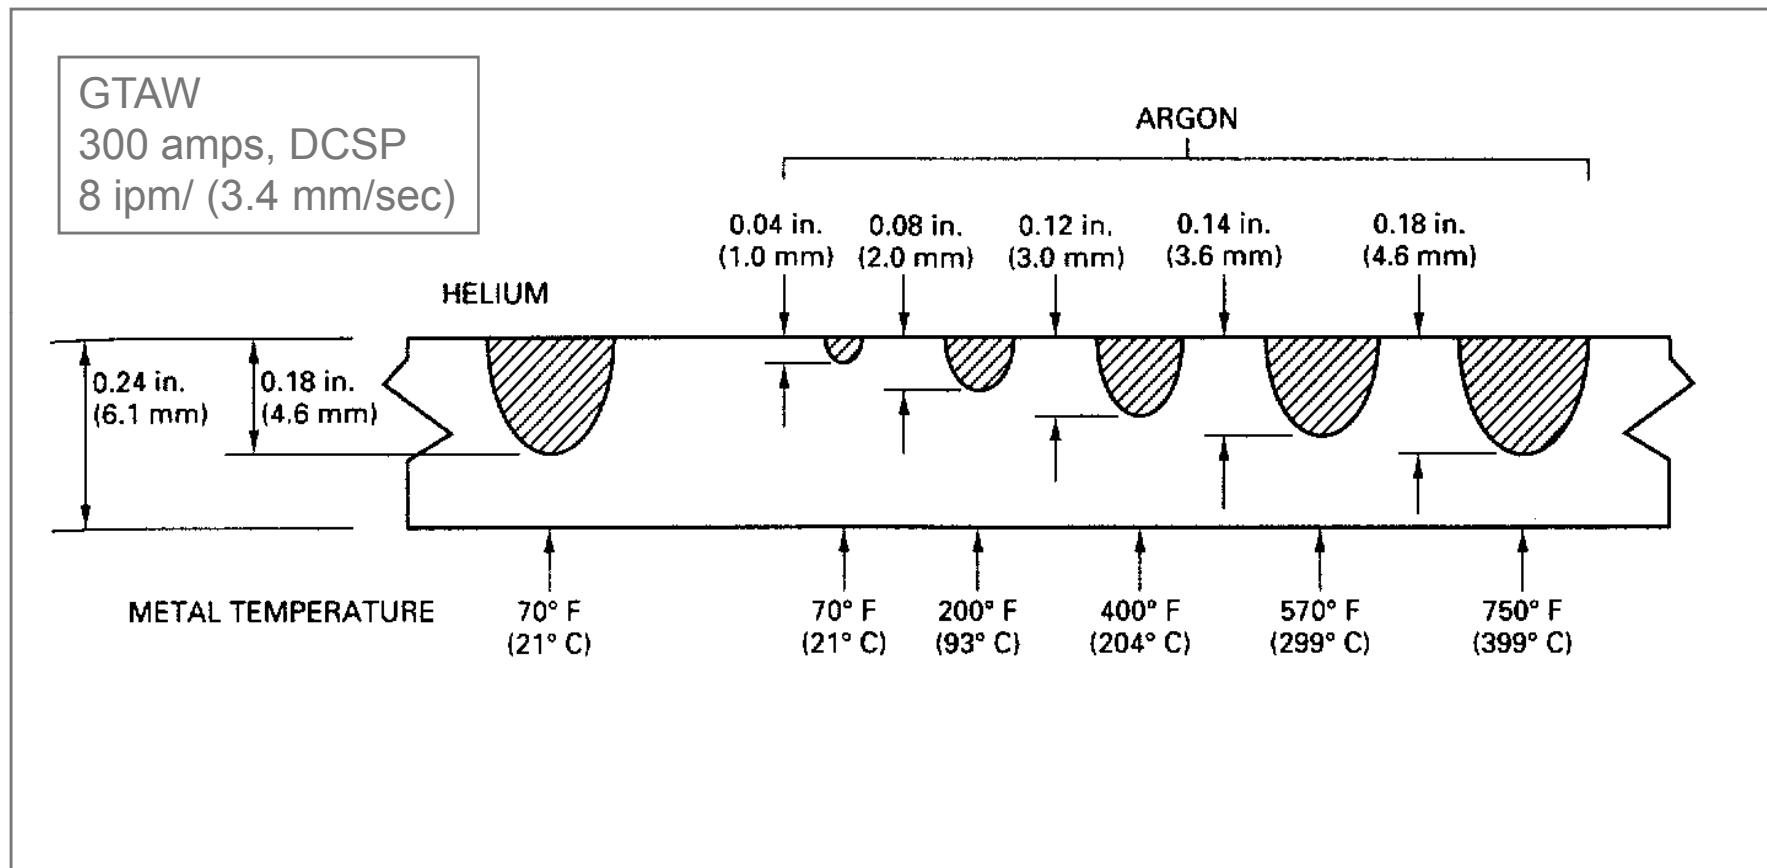 GTAW
300 amps, DCSP
8 ipm/ (3.4 mm/sec)
ARGON
0.04 in.
(1.0 mm)
0.08 in.
(2.0 mm)
0.12 in.
(3.0 mm)
0.14 in.
(3.6 mm)
0.18 in.
(4.6 mm)
HELIUM
0.24 in.
(6.1 mm)
0.18 in.
(4.6 mm)
METAL TEMPERATURE
70° F
(21° C)
70° F
(21° C)
200° F
(93° C)
400° F
(204° C)
570° F
(299° C)
750° F
(399° C)